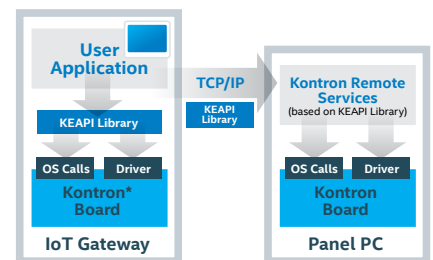 User
Application
KEAPI Library
OS Calls
Driver
Kontron*
Board
IoT Gateway
TCP/IP
KEAPI
Library
Kontron Remote
Services
(based on KEAPI Library)
OS Calls
Driver
Kontron
Board
Panel PC